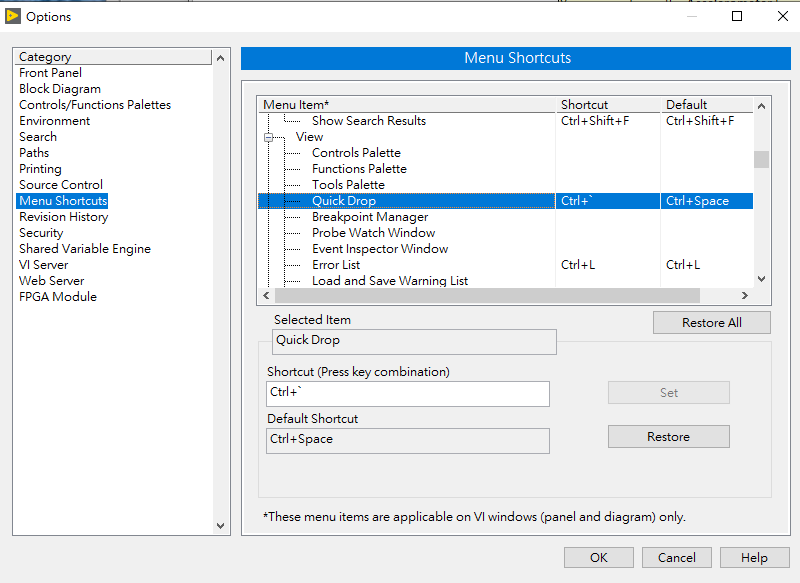 Options
Category
Front Panel
Block Diagram
Controls/Functions Palettes
Environment
Search
Paths
Printing
Source Control
Menu Shortcuts
Revision History
Security
Shared Variable Engine
VI Server
Web Server
FPGA Module
Menu Shortcuts
Menu Item* Shortcut Default
Show Search Results Ctrl+Shift+F Ctrl+Shift+F
View
Controls Palette
Functions Palette
Tools Palette
Quick Drop Ctrl+` Ctrl+Space
Breakpoint Manager
Probe Watch Window
Event Inspector Window
Error List Ctrl+L Ctrl+L
Load and Save Warning List
Restore All
Selected Item
Quick Drop
Shortcut (Press key combination)
Ctrl+`
Set
Default Shortcut
Ctrl+Space
Restore
*These menu items are applicable on VI windows (panel and diagram) only.
OK Cancel Help